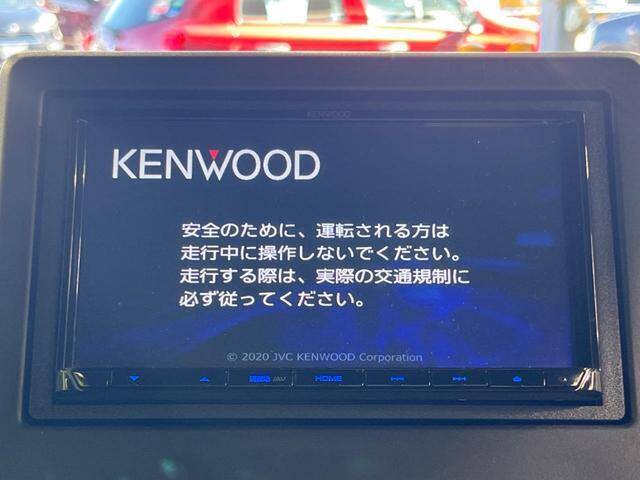 KENWOOD
KENWOOD
安全のために、運転される方は
走行中に操作しないでください。
走行する際は、実際の交通規制に
必ず従ってください。
© 2020 JVC KENWOOD Corporation
HOME